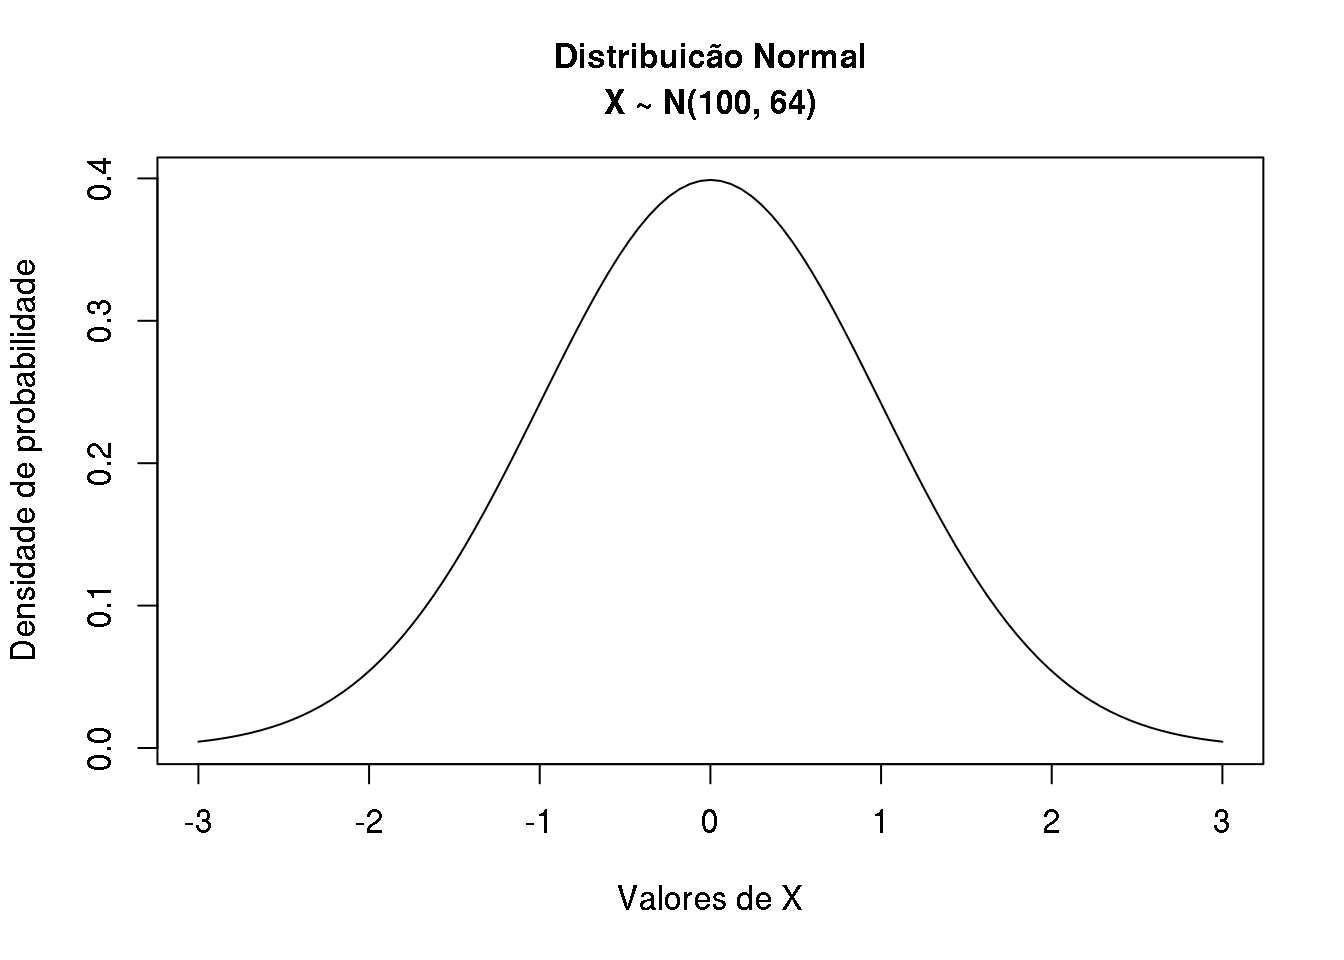 Distribuicão Normal
X ~ N(100, 64)
Densidade de probabilidade
0.4
0.3
0.2
0.1
0.0
-3 -2 -1 0 1 2 3
Valores de X